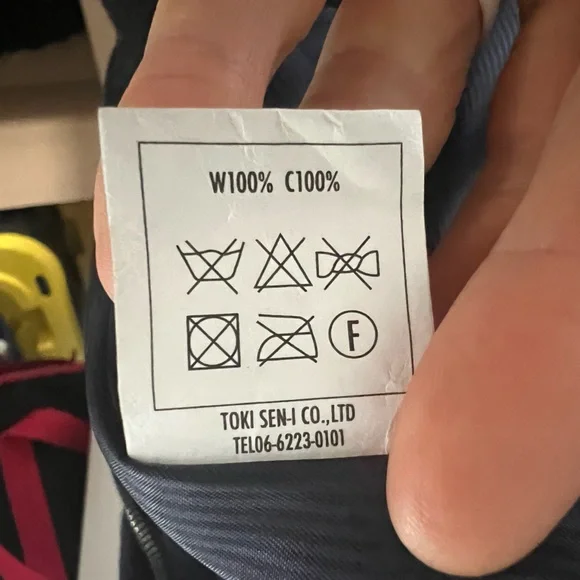 W100% C100%
F
TOKI SEN-I CO.,LTD
TEL06-6223-0101